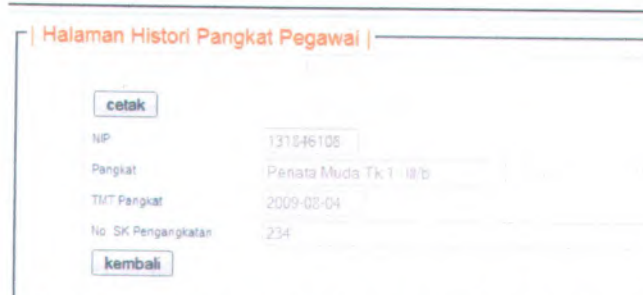 | Halaman Histori Pangkat Pegawai |
cetak
NIP 131846108
Pangkat Penata Muda Tk 1 III/b
TMT Pangkat 2009-08-04
No. SK Pengangkatan 234
kembali